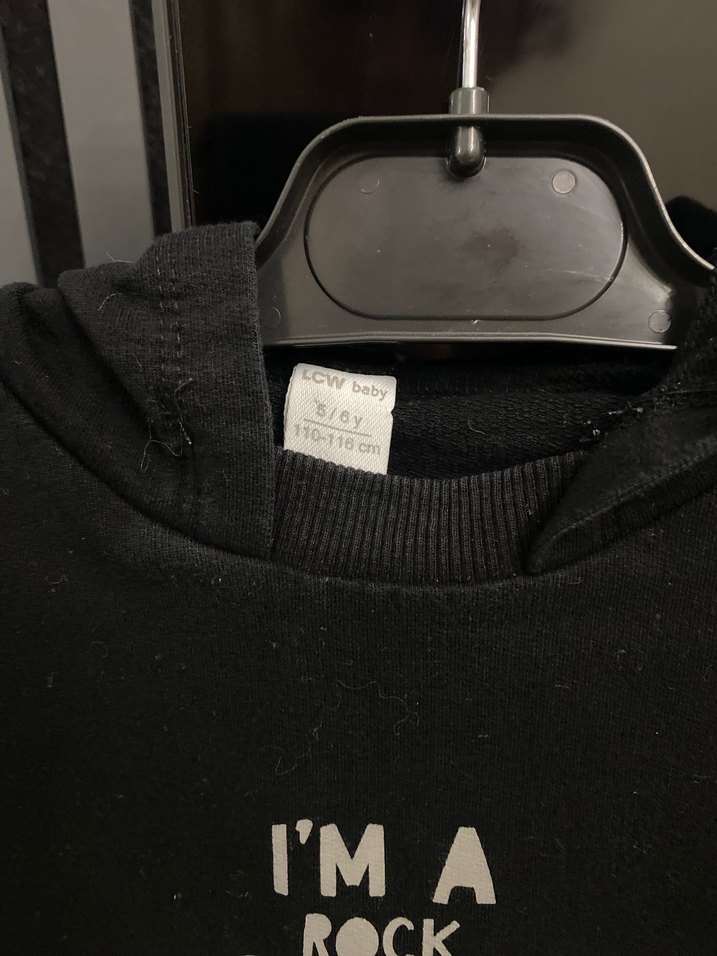 LCW baby
5/6 y
110-116 cm
I'M A
ROCK